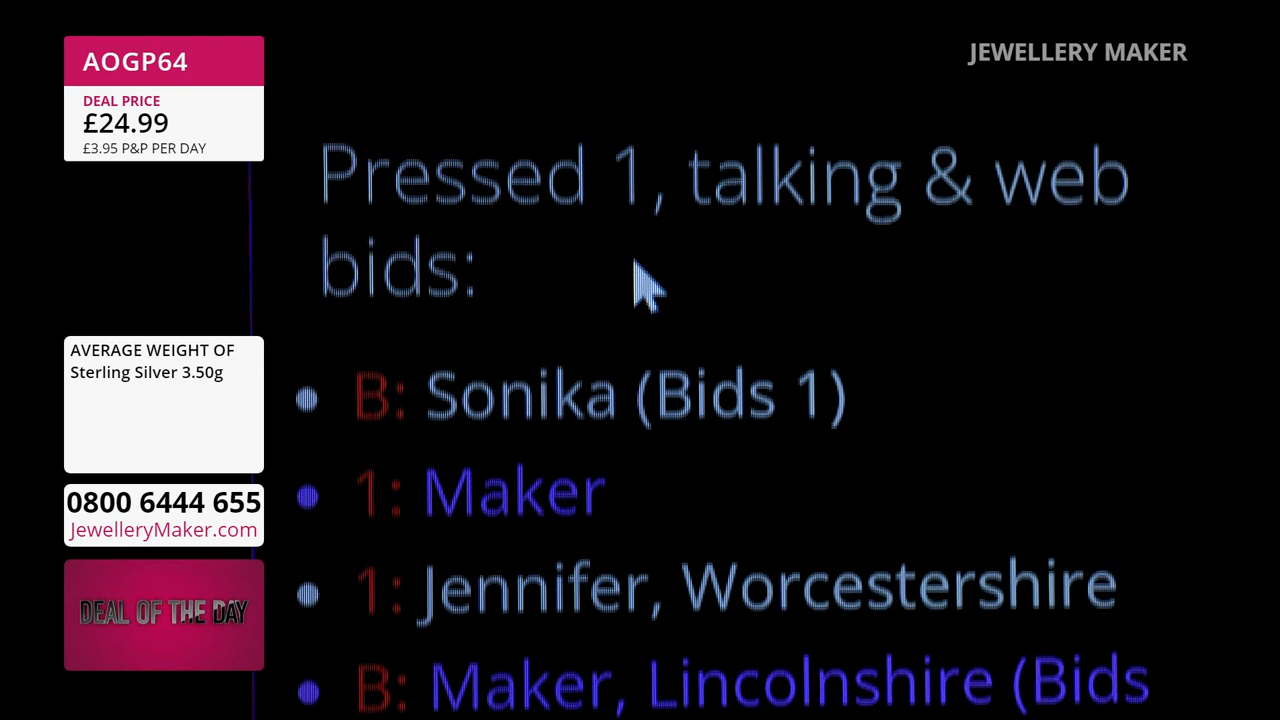 AOGP64
DEAL PRICE
£24.99
£3.95 P&P PER DAY
JEWELLERY MAKER
Pressed 1, talking & web
bids:
B: Sonika (Bids 1)
1: Maker
1: Jennifer, Worcestershire
B: Maker, Lincolnshire (Bids
AVERAGE WEIGHT OF
Sterling Silver 3.50g
0800 6444 655
JewelleryMaker.com
DEAL OF THE DAY